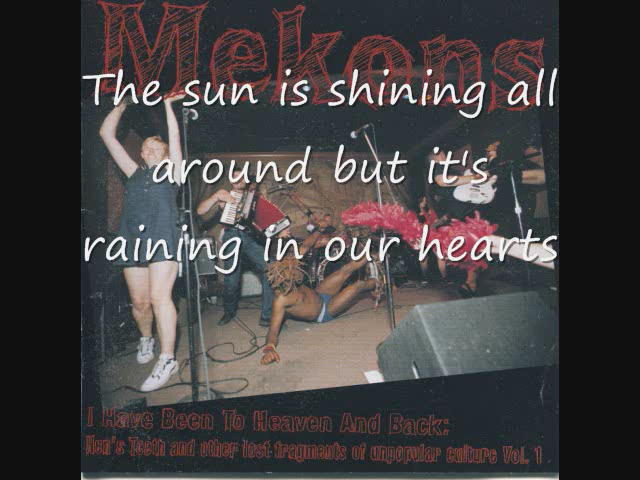 Mekons
The sun is shining all
around but it's
raining in our hearts
I Have Been To Heaven And Back:
Hen's Teeth and other lost fragments of unpopular culture Vol. 1